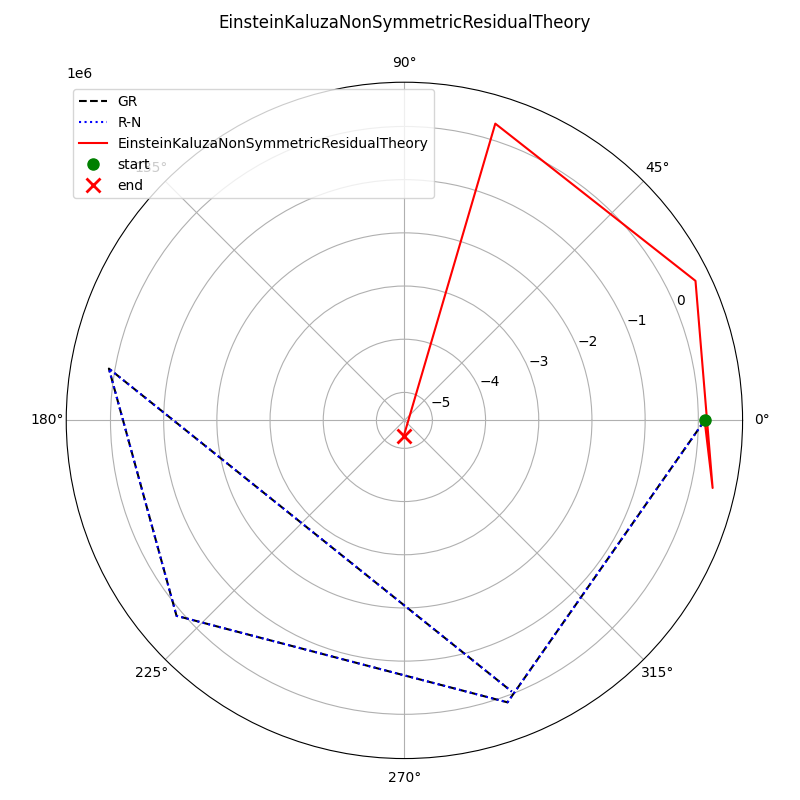 EinsteinKaluzaNonSymmetricResidualTheory
90°
1e6
GR
R-N
EinsteinKaluzaNonSymmetricResidualTheory
start
end
135°
45°
0
−1
−2
−3
−4
−5
180°
0°
225°
315°
270°